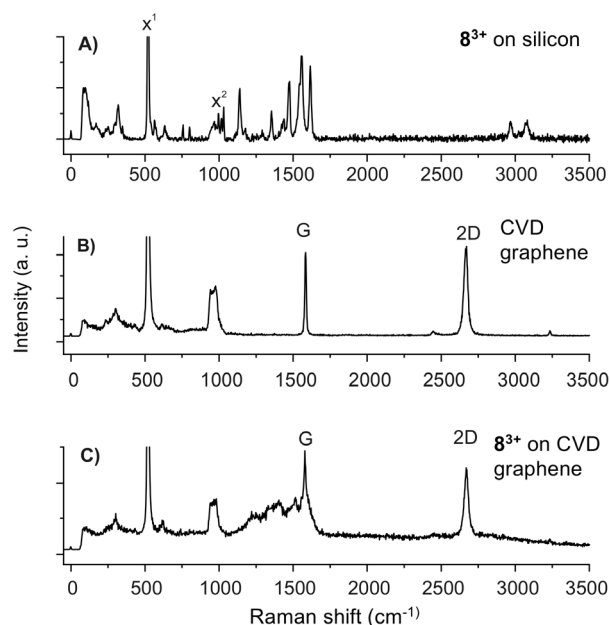 x¹
A)
8³⁺ on silicon
x²
0 500 1000 1500 2000 2500 3000 3500
B)
G
2D
CVD
graphene
0 500 1000 1500 2000 2500 3000 3500
C)
G
2D
8³⁺ on CVD
graphene
0 500 1000 1500 2000 2500 3000 3500
Intensity (a. u.)
Raman shift (cm⁻¹)